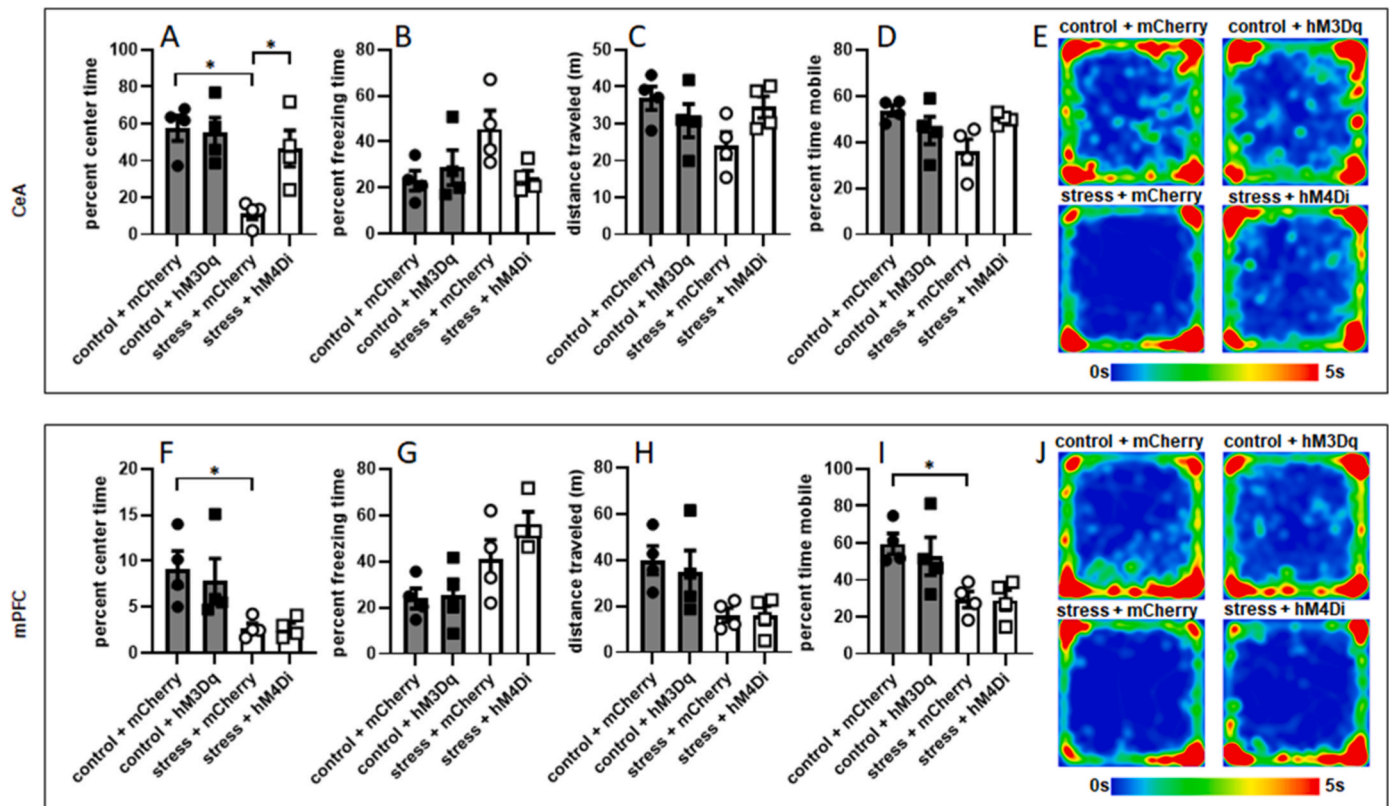 A
B
C
D
E
CeA
percent center time
100
80
60
40
20
0
*
*
control + mCherry
control + hM3Dq
stress + mCherry
stress + hM4Di
percent freezing time
80
60
40
20
0
control + mCherry
control + hM3Dq
stress + mCherry
stress + hM4Di
distance traveled (m)
50
40
30
20
10
0
control + mCherry
control + hM3Dq
stress + mCherry
stress + hM4Di
percent time mobile
80
60
40
20
0
control + mCherry
control + hM3Dq
stress + mCherry
stress + hM4Di
control + mCherry
control + hM3Dq
stress + mCherry
stress + hM4Di
0s
5s
F
G
H
I
J
mPFC
percent center time
20
15
10
5
0
*
control + mCherry
control + hM3Dq
stress + mCherry
stress + hM4Di
percent freezing time
80
60
40
20
0
control + mCherry
control + hM3Dq
stress + mCherry
stress + hM4Di
distance traveled (m)
80
60
40
20
0
control + mCherry
control + hM3Dq
stress + mCherry
stress + hM4Di
percent time mobile
100
80
60
40
20
0
*
control + mCherry
control + hM3Dq
stress + mCherry
stress + hM4Di
control + mCherry
control + hM3Dq
stress + mCherry
stress + hM4Di
0s
5s